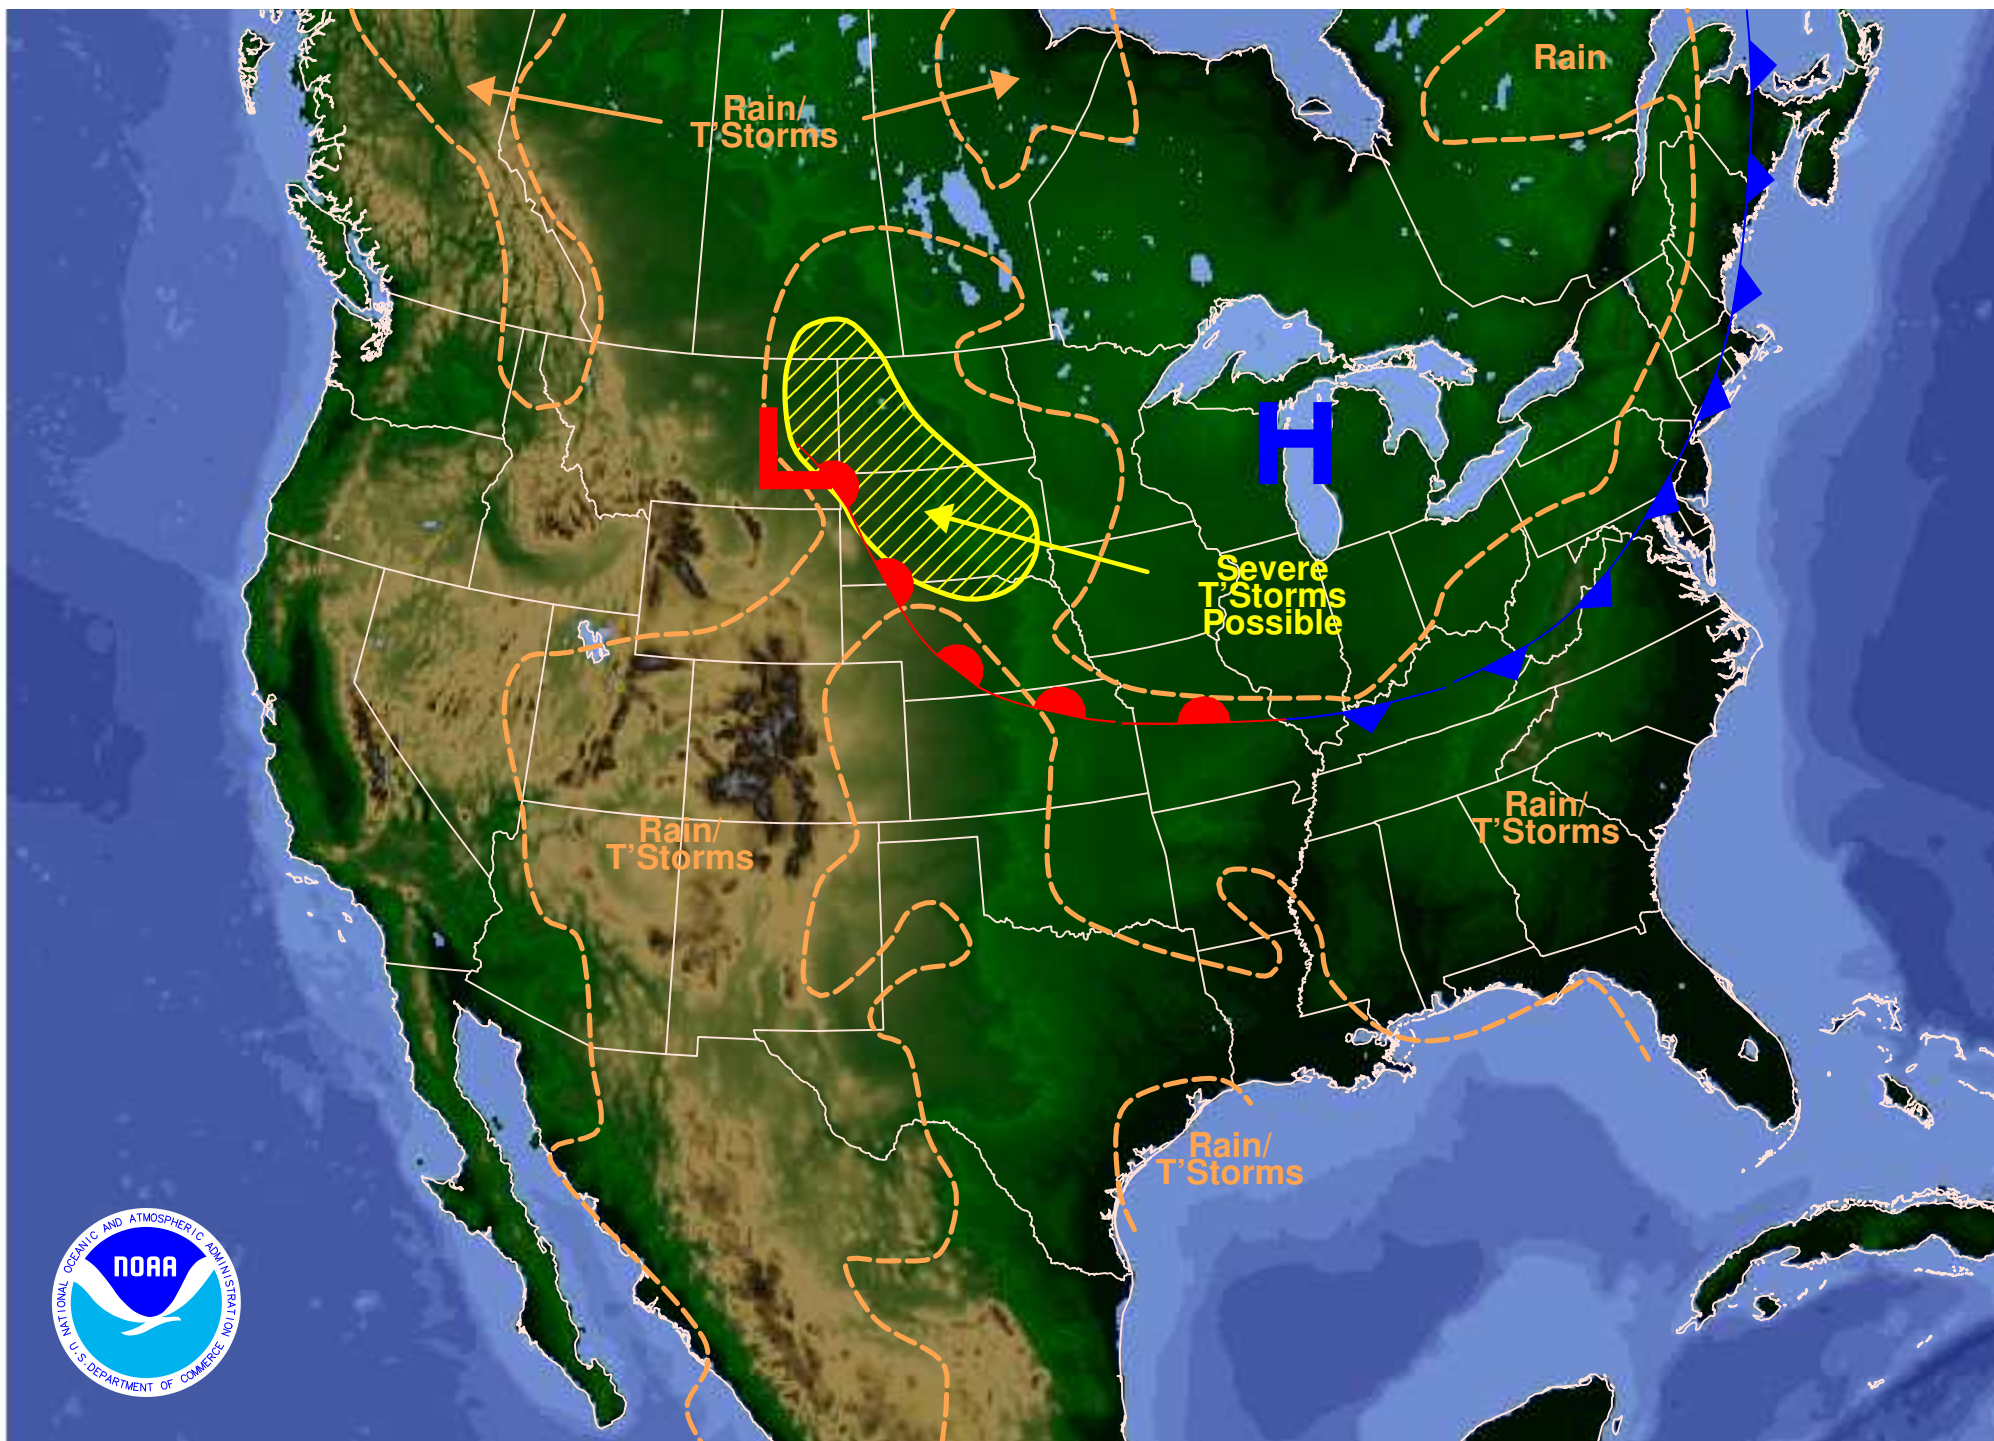 Rain
Rain/
T'Storms
L
H
Severe
T'Storms
Possible
Rain/
T'Storms
Rain/
T'Storms
Rain/
T'Storms
NATIONAL OCEANIC AND ATMOSPHERIC ADMINISTRATION
NOAA
U.S. DEPARTMENT OF COMMERCE